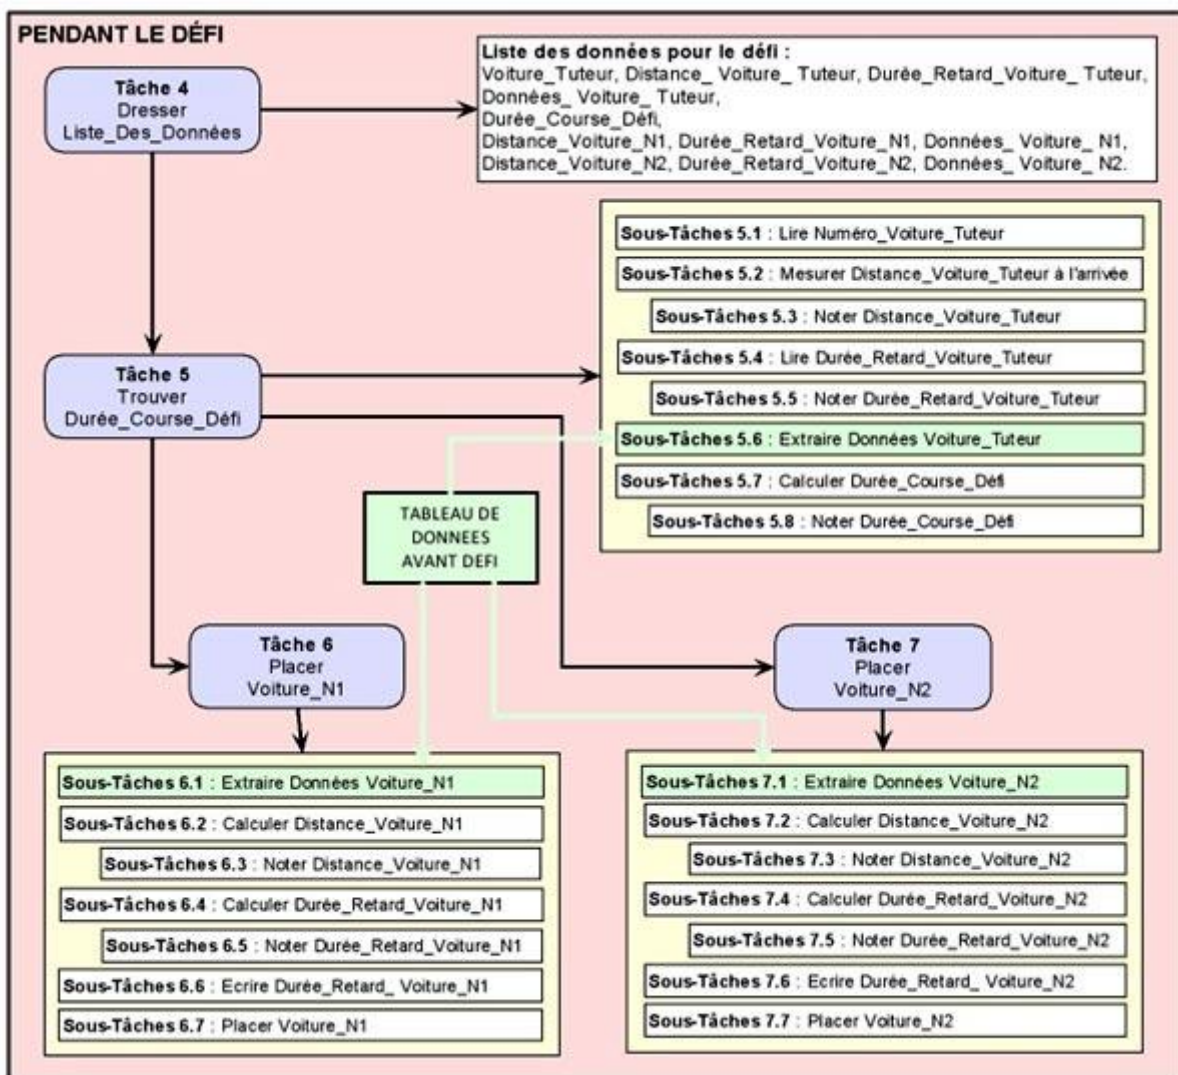 PENDANT LE DÉFI
Tâche 4
Dresser
Liste_Des_Données
Liste des données pour le défi :
Voiture_Tuteur, Distance_ Voiture_ Tuteur, Durée_Retard_Voiture_ Tuteur,
Données_ Voiture_ Tuteur,
Durée_Course_Défi,
Distance_Voiture_N1, Durée_Retard_Voiture_N1, Données_ Voiture_ N1,
Distance_Voiture_N2, Durée_Retard_Voiture_N2, Données_ Voiture_ N2.
Tâche 5
Trouver
Durée_Course_Défi
Sous-Tâches 5.1 : Lire Numéro_Voiture_Tuteur
Sous-Tâches 5.2 : Mesurer Distance_Voiture_Tuteur à l'arrivée
Sous-Tâches 5.3 : Noter Distance_Voiture_Tuteur
Sous-Tâches 5.4 : Lire Durée_Retard_Voiture_Tuteur
Sous-Tâches 5.5 : Noter Durée_Retard_Voiture_Tuteur
Sous-Tâches 5.6 : Extraire Données Voiture_Tuteur
Sous-Tâches 5.7 : Calculer Durée_Course_Défi
Sous-Tâches 5.8 : Noter Durée_Course_Défi
TABLEAU DE
DONNEES
AVANT DEFI
Tâche 6
Placer
Voiture_N1
Sous-Tâches 6.1 : Extraire Données Voiture_N1
Sous-Tâches 6.2 : Calculer Distance_Voiture_N1
Sous-Tâches 6.3 : Noter Distance_Voiture_N1
Sous-Tâches 6.4 : Calculer Durée_Retard_Voiture_N1
Sous-Tâches 6.5 : Noter Durée_Retard_Voiture_N1
Sous-Tâches 6.6 : Ecrire Durée_Retard_ Voiture_N1
Sous-Tâches 6.7 : Placer Voiture_N1
Tâche 7
Placer
Voiture_N2
Sous-Tâches 7.1 : Extraire Données Voiture_N2
Sous-Tâches 7.2 : Calculer Distance_Voiture_N2
Sous-Tâches 7.3 : Noter Distance_Voiture_N2
Sous-Tâches 7.4 : Calculer Durée_Retard_Voiture_N2
Sous-Tâches 7.5 : Noter Durée_Retard_Voiture_N2
Sous-Tâches 7.6 : Ecrire Durée_Retard_ Voiture_N2
Sous-Tâches 7.7 : Placer Voiture_N2